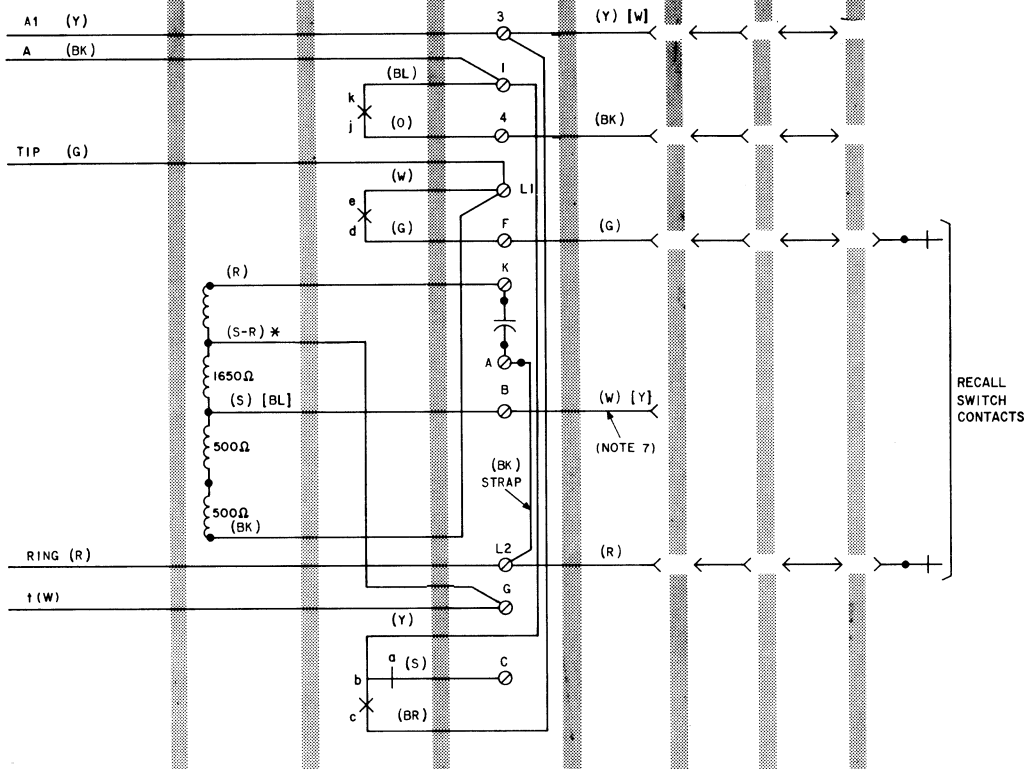 A1 (Y)
3
(Y) [W]
A (BK)
(BL)
1
k
j
(O)
4
(BK)
TIP (G)
(W)
L1
e
d
(G)
F
(G)
(R)
K
(S-R) *
1650Ω
A
RECALL
SWITCH
CONTACTS
(S) [BL]
B
(W) [Y]
500Ω
(NOTE 7)
(BK)
STRAP
500Ω
(BK)
RING (R)
L2
(R)
† (W)
G
(Y)
a
(S)
C
b
c
(BR)